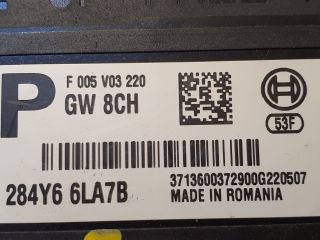 P
F 005 V03 220
GW 8CH
53F
3713600372900G220507
284Y6 6LA7B
MADE IN ROMANIA